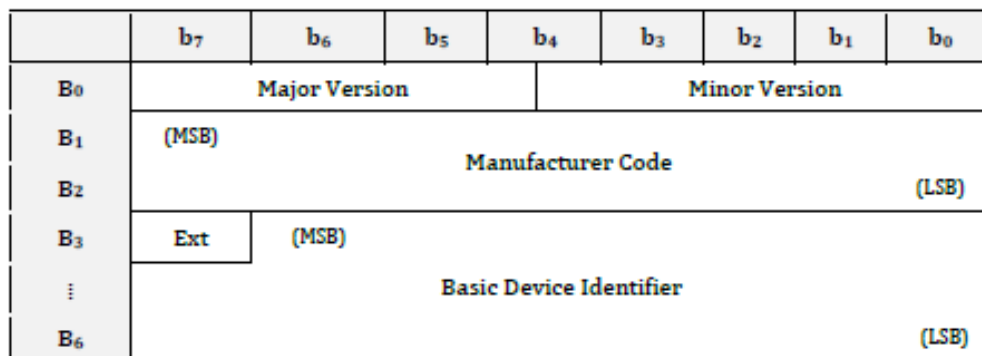 b₇ b₆ b₅ b₄ b₃ b₂ b₁ b₀
B₀ Major Version Minor Version
B₁ (MSB)
Manufacturer Code
B₂ (LSB)
B₃ Ext (MSB)
⁞ Basic Device Identifier
B₆ (LSB)